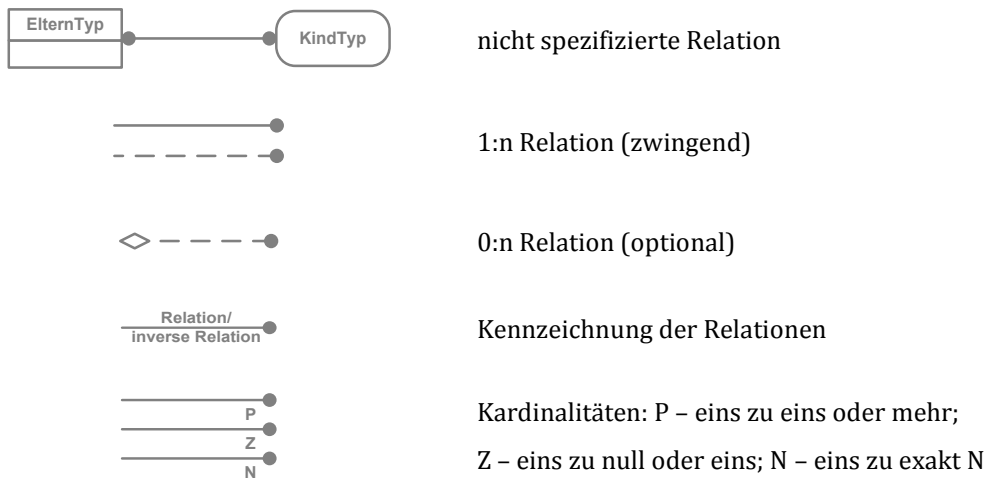 ElternTyp
KindTyp
nicht spezifizierte Relation
1:n Relation (zwingend)
0:n Relation (optional)
Relation/
inverse Relation
Kennzeichnung der Relationen
P
Z
N
Kardinalitäten: P – eins zu eins oder mehr;
Z – eins zu null oder eins; N – eins zu exakt N